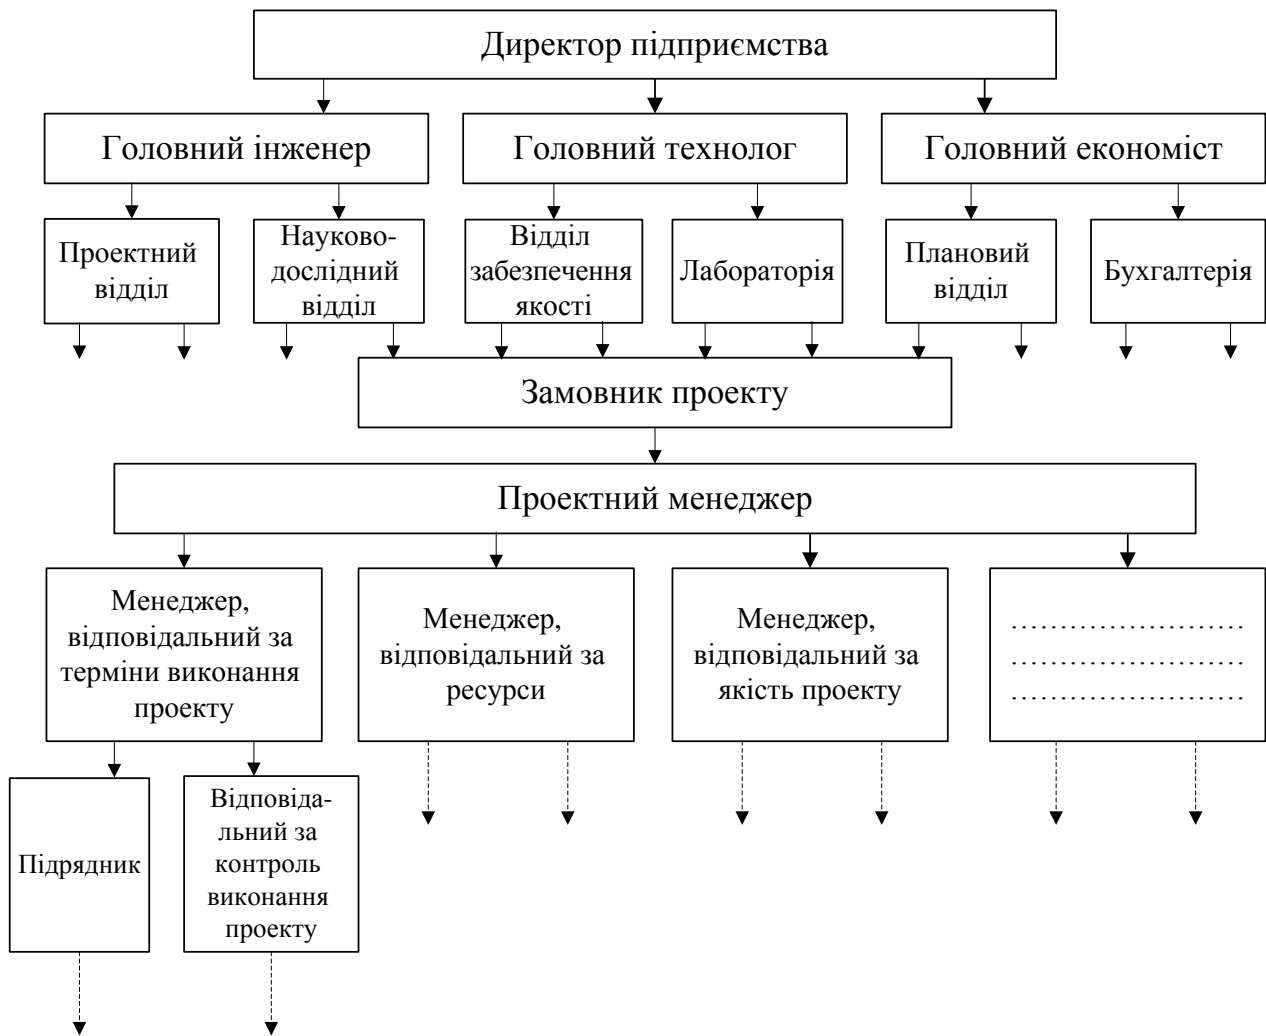 Директор підприємства
Головний інженер
Головний технолог
Головний економіст
Проектний
відділ
Науково-
дослідний
відділ
Відділ
забезпечення
якості
Лабораторія
Плановий
відділ
Бухгалтерія
Замовник проекту
Проектний менеджер
Менеджер,
відповідальний за
терміни виконання
проекту
Менеджер,
відповідальний за
ресурси
Менеджер,
відповідальний за
якість проекту
........................
........................
........................
Підрядник
Відповіда-
льний за
контроль
виконання
проекту